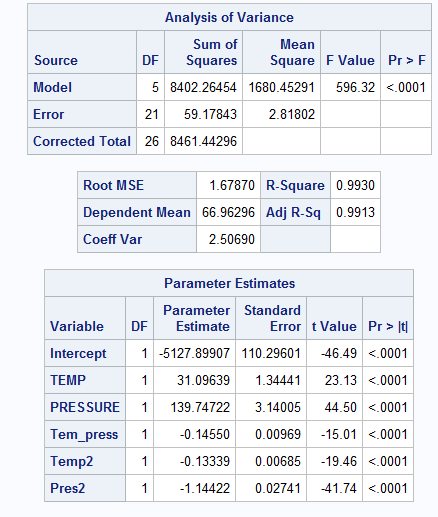 Analysis of Variance
Source DF Sum of Squares Mean Square F Value Pr > F
Model 5 8402.26454 1680.45291 596.32 <.0001
Error 21 59.17843 2.81802
Corrected Total 26 8461.44296
Root MSE 1.67870 R-Square 0.9930
Dependent Mean 66.96296 Adj R-Sq 0.9913
Coeff Var 2.50690
Parameter Estimates
Variable DF Parameter Estimate Standard Error t Value Pr > |t|
Intercept 1 -5127.89907 110.29601 -46.49 <.0001
TEMP 1 31.09639 1.34441 23.13 <.0001
PRESSURE 1 139.74722 3.14005 44.50 <.0001
Tem_press 1 -0.14550 0.00969 -15.01 <.0001
Temp2 1 -0.13339 0.00685 -19.46 <.0001
Pres2 1 -1.14422 0.02741 -41.74 <.0001